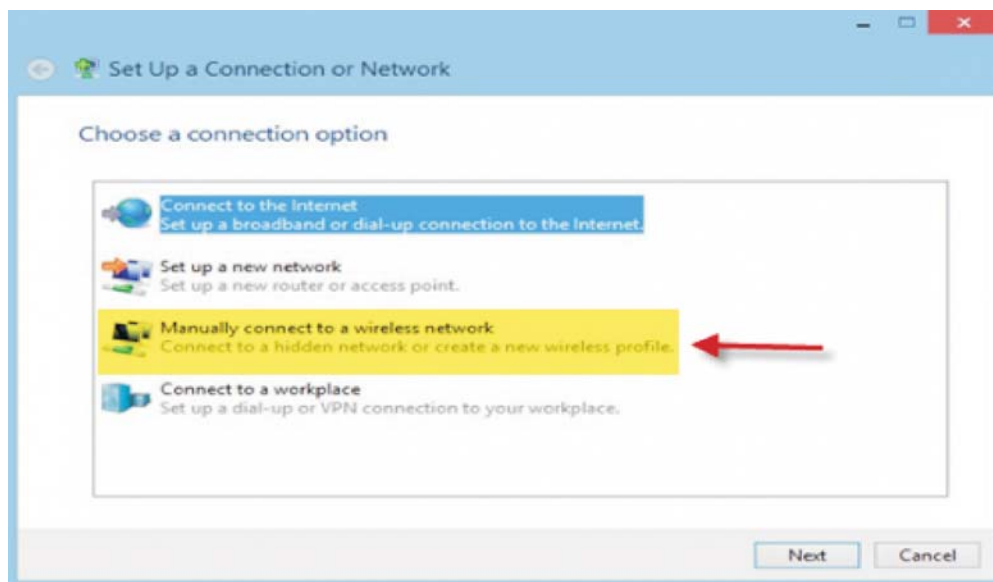 Set Up a Connection or Network
Choose a connection option
Connect to the Internet
Set up a broadband or dial-up connection to the Internet.
Set up a new network
Set up a new router or access point.
Manually connect to a wireless network
Connect to a hidden network or create a new wireless profile.
Connect to a workplace
Set up a dial-up or VPN connection to your workplace.
Next
Cancel